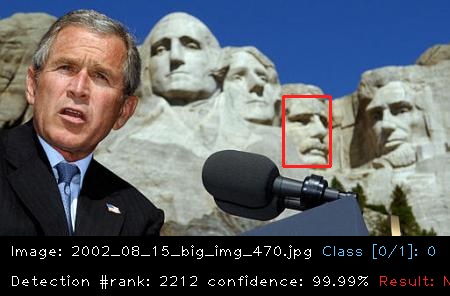 Image: 2002_08_15_big_img_470.jpg Class [0/1]: 0
Detection #rank: 2212 confidence: 99.99% Result: N